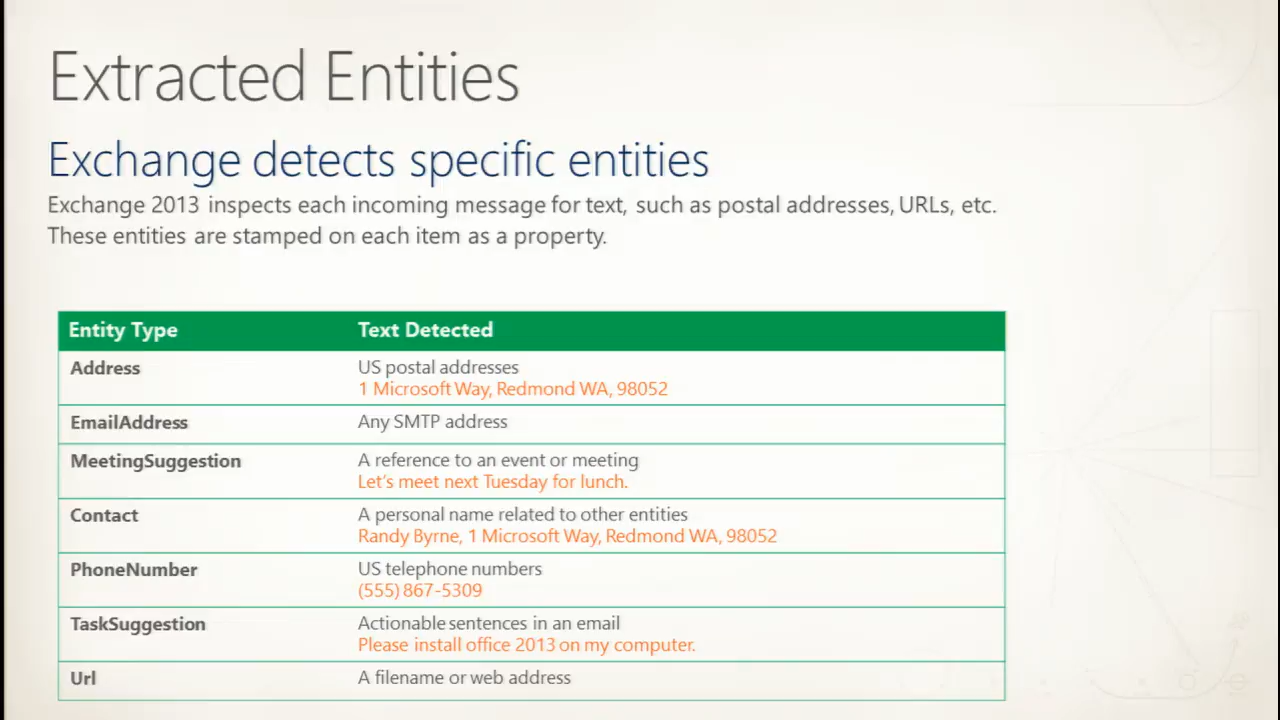 Extracted Entities
Exchange detects specific entities
Exchange 2013 inspects each incoming message for text, such as postal addresses, URLs, etc.
These entities are stamped on each item as a property.
Entity Type Text Detected
Address US postal addresses
1 Microsoft Way, Redmond WA, 98052
EmailAddress Any SMTP address
MeetingSuggestion A reference to an event or meeting
Let's meet next Tuesday for lunch.
Contact A personal name related to other entities
Randy Byrne, 1 Microsoft Way, Redmond WA, 98052
PhoneNumber US telephone numbers
(555) 867-5309
TaskSuggestion Actionable sentences in an email
Please install office 2013 on my computer.
Url A filename or web address